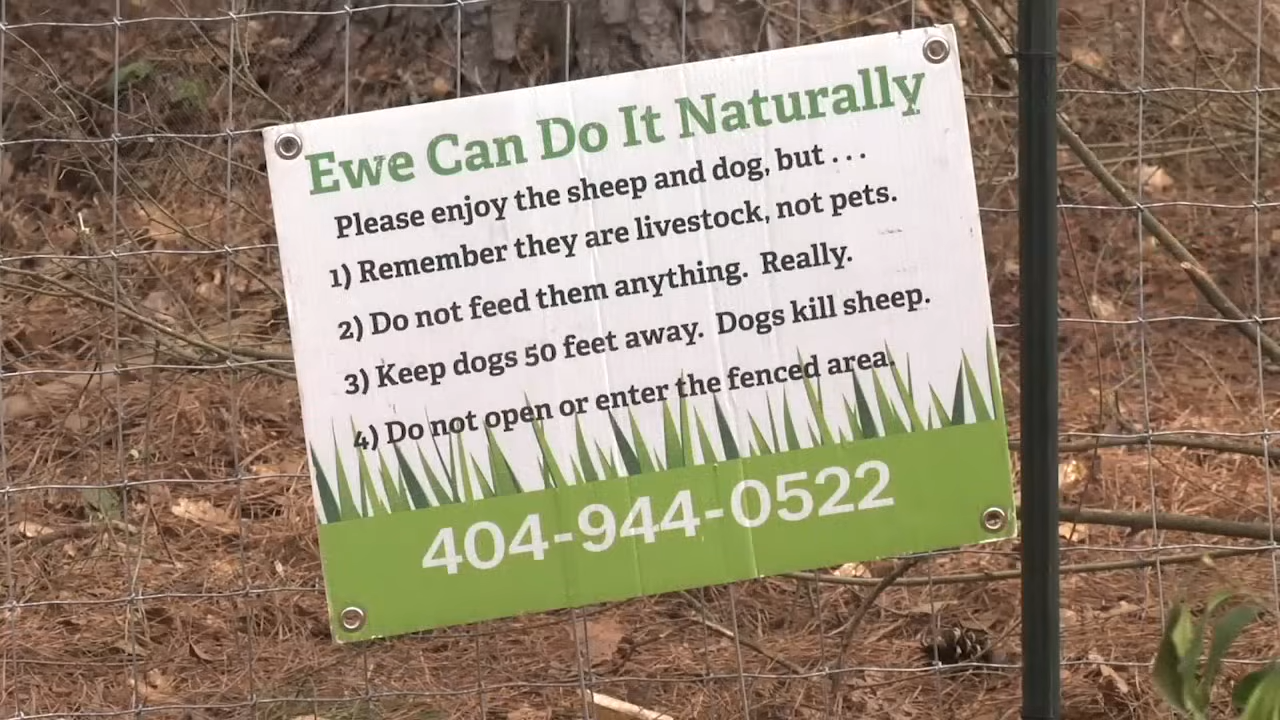 Ewe Can Do It Naturally
Please enjoy the sheep and dog, but . . .
1) Remember they are livestock, not pets.
2) Do not feed them anything. Really.
3) Keep dogs 50 feet away. Dogs kill sheep.
4) Do not open or enter the fenced area.
404-944-0522